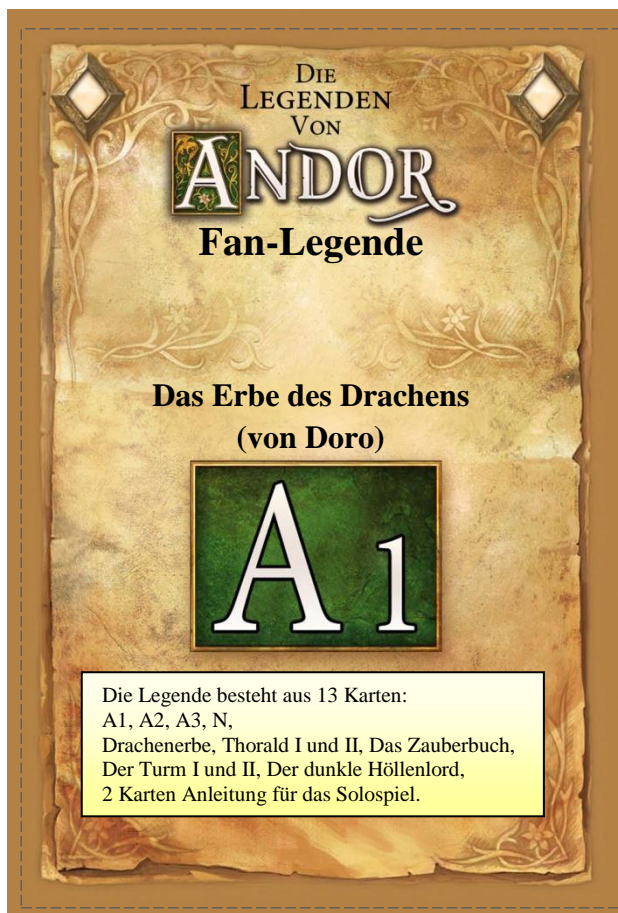 DIE
LEGENDEN
VON
ANDOR
Fan-Legende
Das Erbe des Drachens
(von Doro)
A1
Die Legende besteht aus 13 Karten:
A1, A2, A3, N,
Drachenerbe, Thorald I und II, Das Zauberbuch,
Der Turm I und II, Der dunkle Höllenlord,
2 Karten Anleitung für das Solospiel.